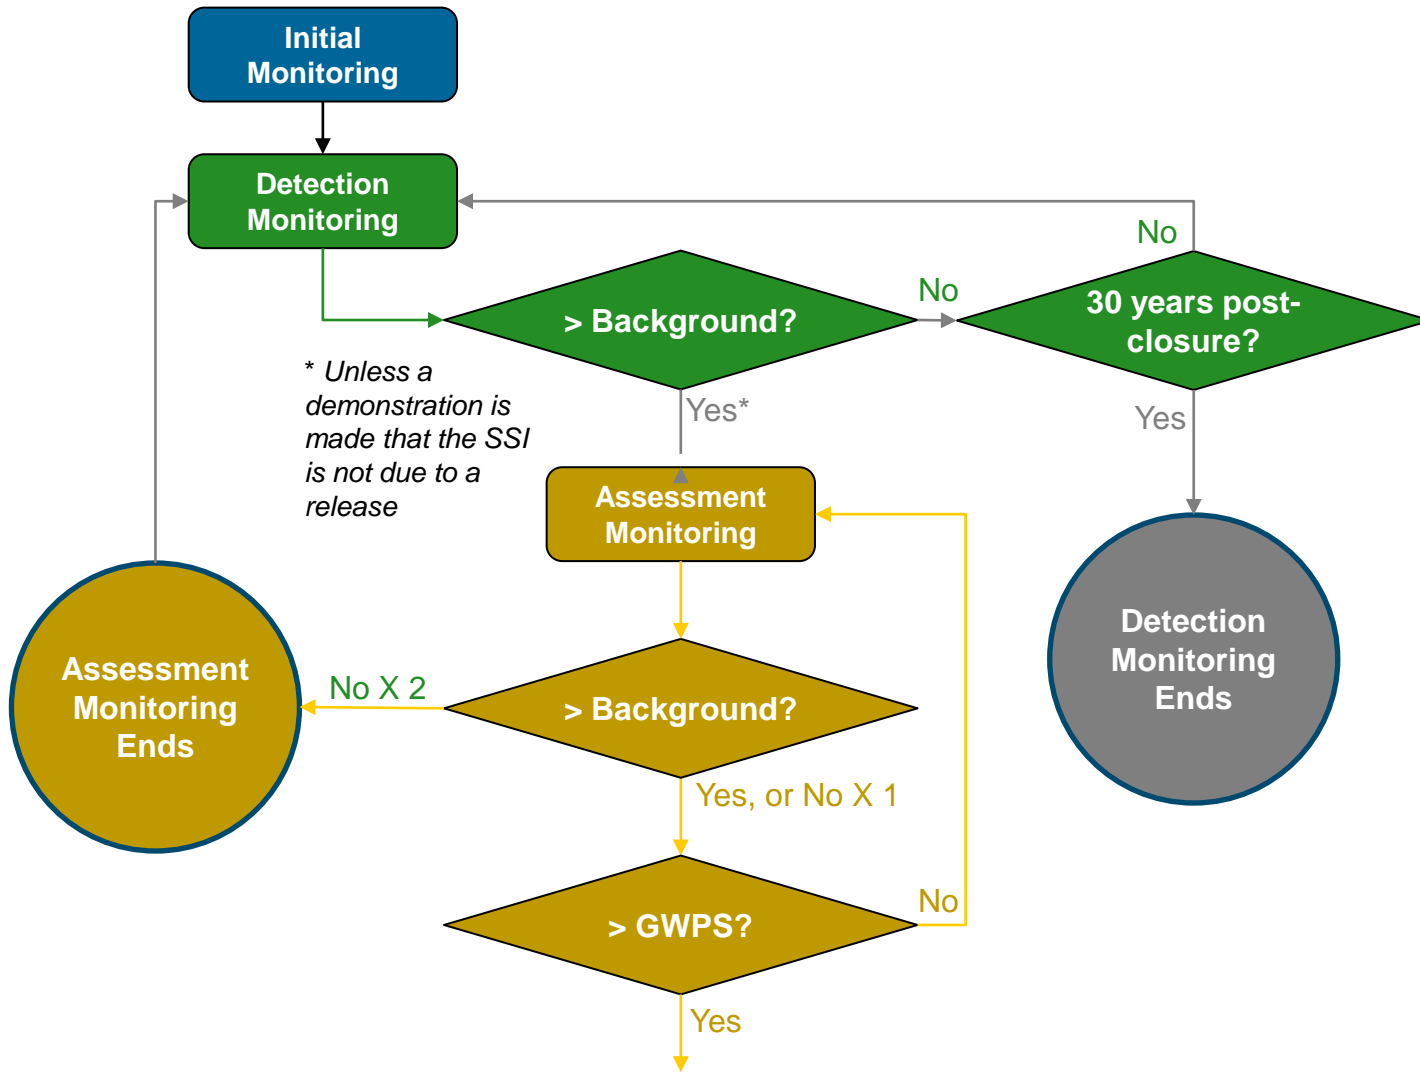 Initial
Monitoring
Detection
Monitoring
No
> Background?
No
30 years post-
closure?
* Unless a
demonstration is
made that the SSI
is not due to a
release
Yes*
Yes
Assessment
Monitoring
Assessment
Monitoring
Ends
No X 2
> Background?
Detection
Monitoring
Ends
Yes, or No X 1
> GWPS?
No
Yes